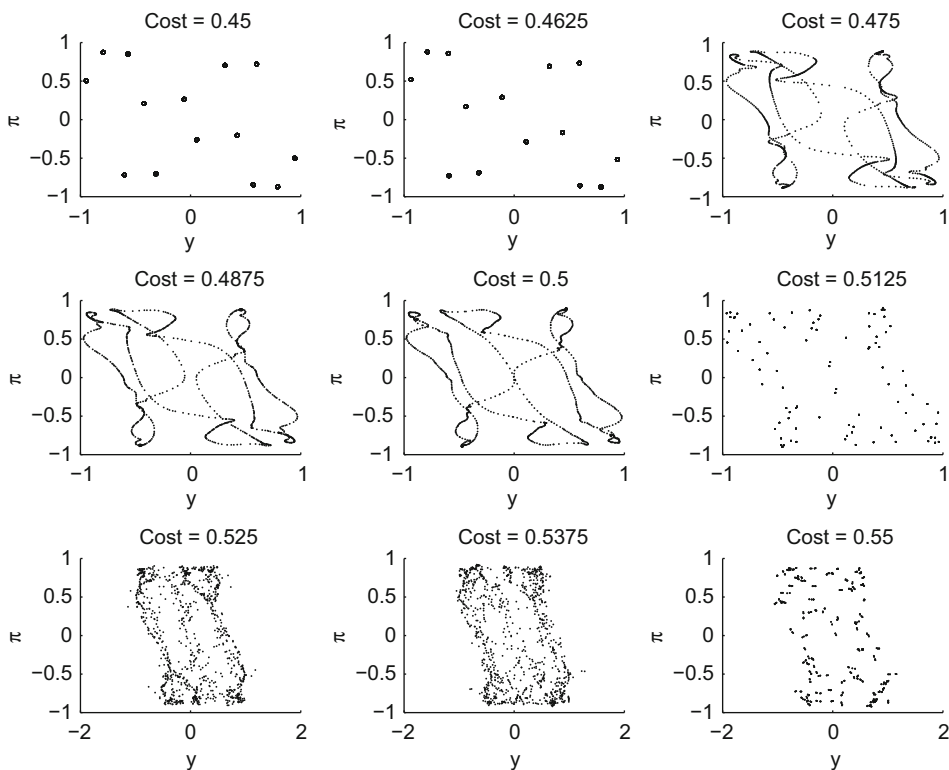 Cost = 0.45
Cost = 0.4625
Cost = 0.475
1
0.5
0
−0.5
−1
π
−1
0
1
y
1
0.5
0
−0.5
−1
π
−1
0
1
y
1
0.5
0
−0.5
−1
π
−1
0
1
y
Cost = 0.4875
Cost = 0.5
Cost = 0.5125
1
0.5
0
−0.5
−1
π
−1
0
1
y
1
0.5
0
−0.5
−1
π
−1
0
1
y
1
0.5
0
−0.5
−1
π
−1
0
1
y
Cost = 0.525
Cost = 0.5375
Cost = 0.55
1
0.5
0
−0.5
−1
π
−2
0
2
y
1
0.5
0
−0.5
−1
π
−2
0
2
y
1
0.5
0
−0.5
−1
π
−2
0
2
y